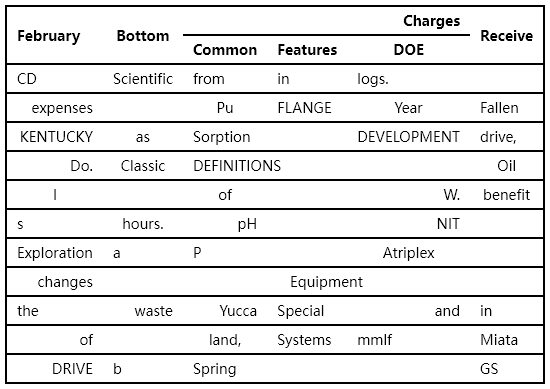 February Bottom Charges Receive
Common Features DOE
CD Scientific from in logs.
expenses Pu FLANGE Year Fallen
KENTUCKY as Sorption DEVELOPMENT drive,
Do. Classic DEFINITIONS Oil
I of W. benefit
s hours. pH NIT
Exploration a P Atriplex
changes Equipment
the waste Yucca Special and in
of land, Systems mmlf Miata
DRIVE b Spring GS